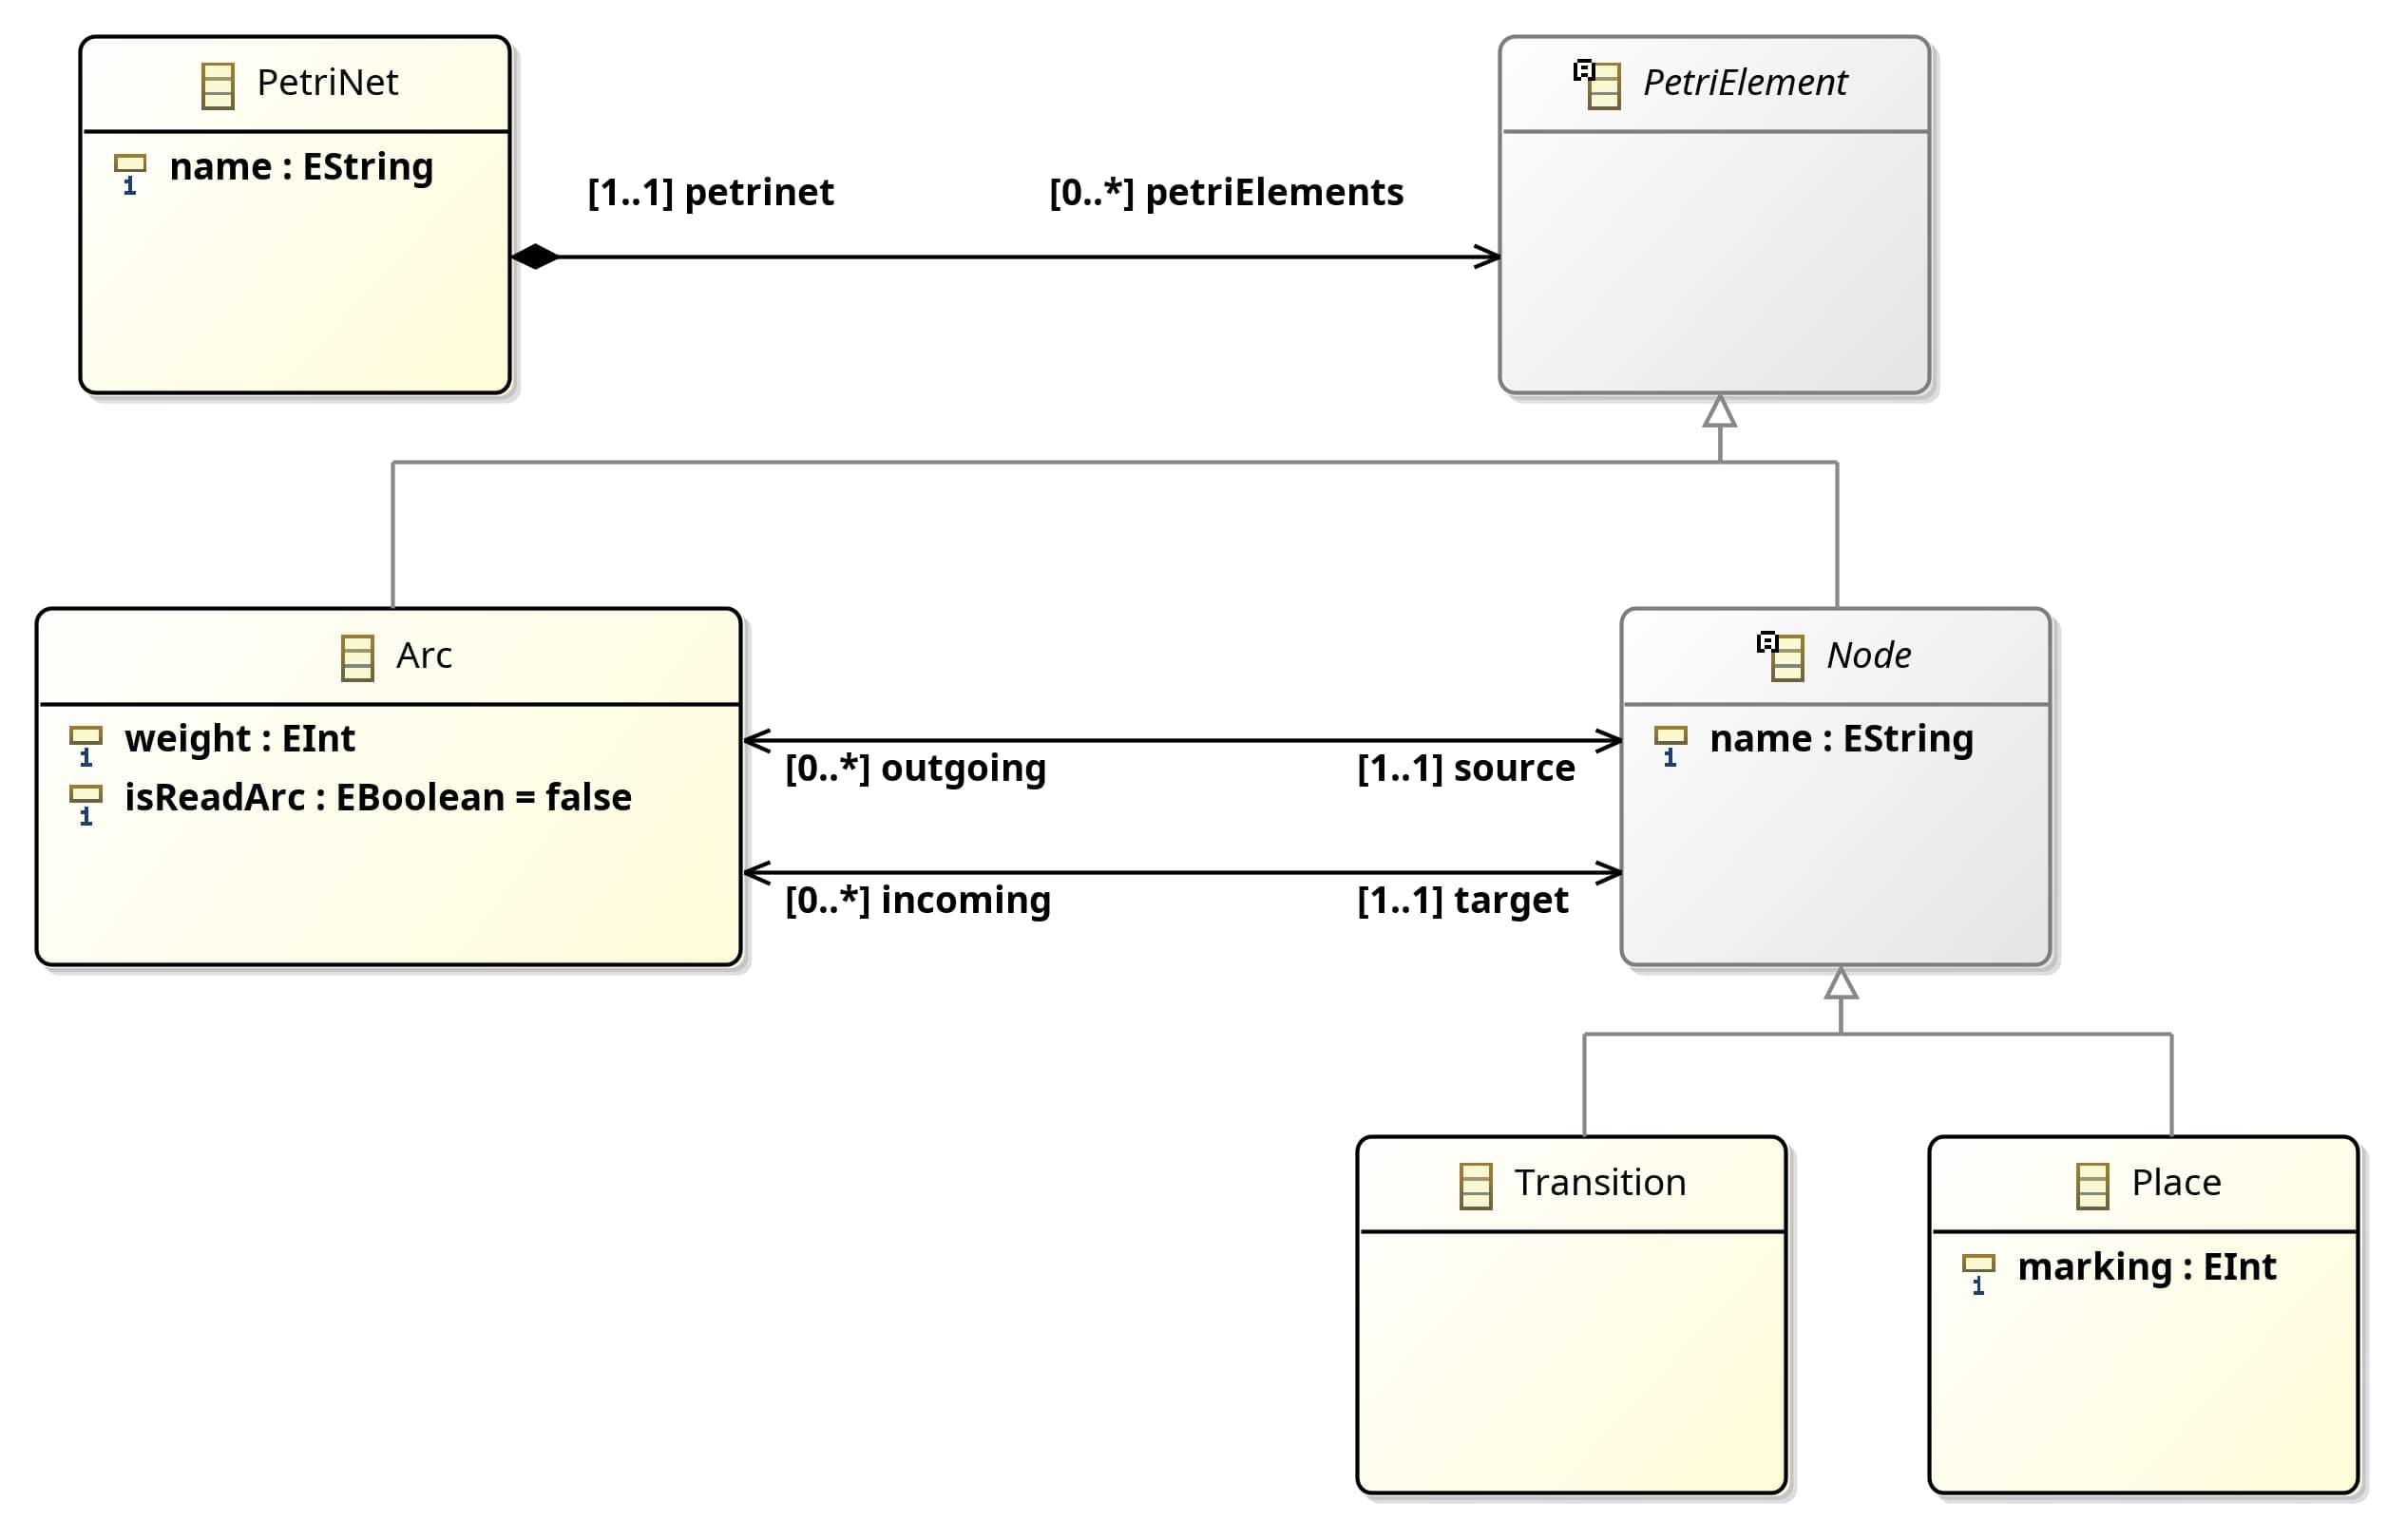 PetriNet
name : EString
[1..1] petrinet
[0..*] petriElements
PetriElement
Arc
weight : EInt
isReadArc : EBoolean = false
[0..*] outgoing
[1..1] source
[0..*] incoming
[1..1] target
Node
name : EString
Transition
Place
marking : EInt